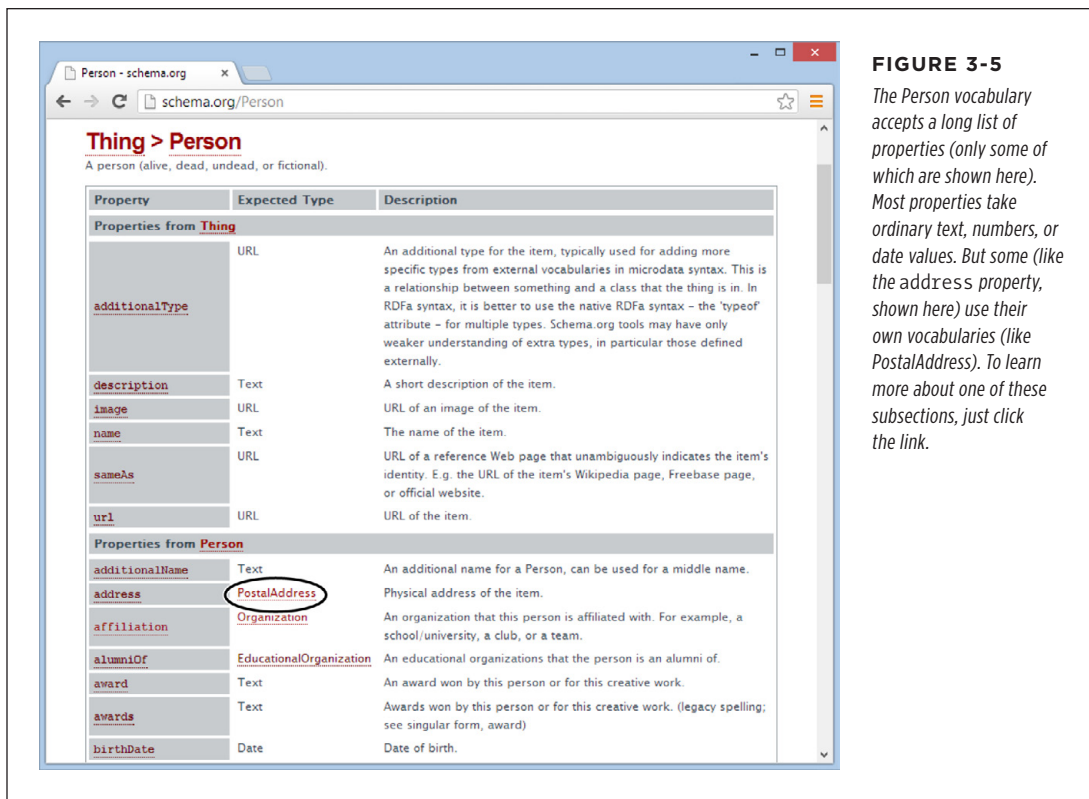 Person - schema.org
schema.org/Person
Thing > Person
A person (alive, dead, undead, or fictional).
Property Expected Type Description
Properties from Thing
additionalType URL An additional type for the item, typically used for adding more
specific types from external vocabularies in microdata syntax. This is
a relationship between something and a class that the thing is in. In
RDFa syntax, it is better to use the native RDFa syntax – the 'typeof'
attribute – for multiple types. Schema.org tools may have only
weaker understanding of extra types, in particular those defined
externally.
description Text A short description of the item.
image URL URL of an image of the item.
name Text The name of the item.
sameAs URL URL of a reference Web page that unambiguously indicates the item's
identity. E.g. the URL of the item's Wikipedia page, Freebase page,
or official website.
url URL URL of the item.
Properties from Person
additionalName Text An additional name for a Person, can be used for a middle name.
address PostalAddress Physical address of the item.
affiliation Organization An organization that this person is affiliated with. For example, a
school/university, a club, or a team.
alumniOf EducationalOrganization An educational organizations that the person is an alumni of.
award Text An award won by this person or for this creative work.
awards Text Awards won by this person or for this creative work. (legacy spelling;
see singular form, award)
birthDate Date Date of birth.
FIGURE 3-5
The Person vocabulary
accepts a long list of
properties (only some of
which are shown here).
Most properties take
ordinary text, numbers, or
date values. But some (like
the address property,
shown here) use their
own vocabularies (like
PostalAddress). To learn
more about one of these
subsections, just click
the link.